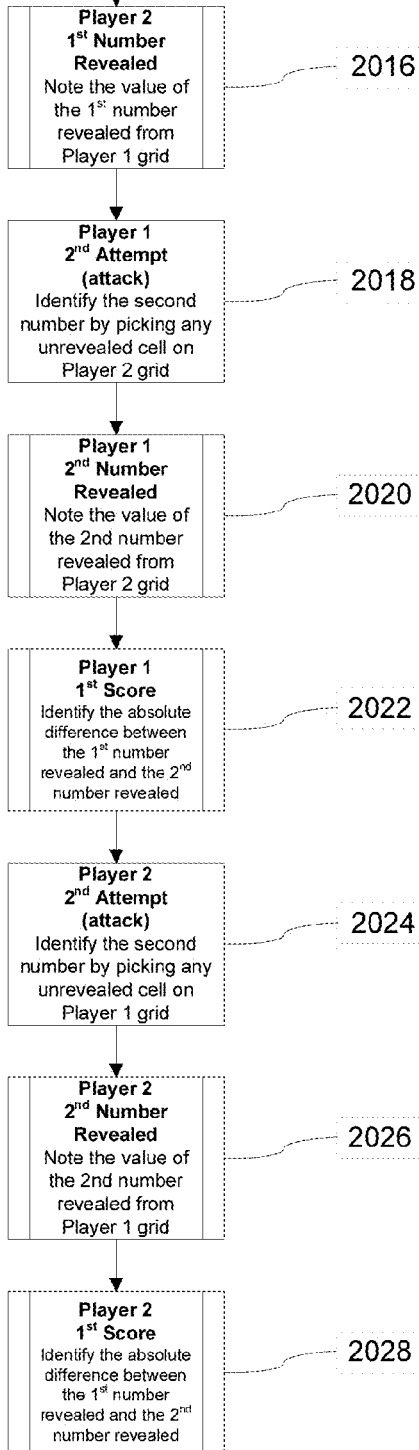 Player 2
1st Number
Revealed
Note the value of
the 1st number
revealed from
Player 1 grid
2016
Player 1
2nd Attempt
(attack)
Identify the second
number by picking any
unrevealed cell on
Player 2 grid
2018
Player 1
2nd Number
Revealed
Note the value of
the 2nd number
revealed from
Player 2 grid
2020
Player 1
1st Score
Identify the absolute
difference between
the 1st number
revealed and the 2nd
number revealed
2022
Player 2
2nd Attempt
(attack)
Identify the second
number by picking any
unrevealed cell on
Player 1 grid
2024
Player 2
2nd Number
Revealed
Note the value of
the 2nd number
revealed from
Player 1 grid
2026
Player 2
1st Score
Identify the absolute
difference between
the 1st number
revealed and the 2nd
number revealed
2028